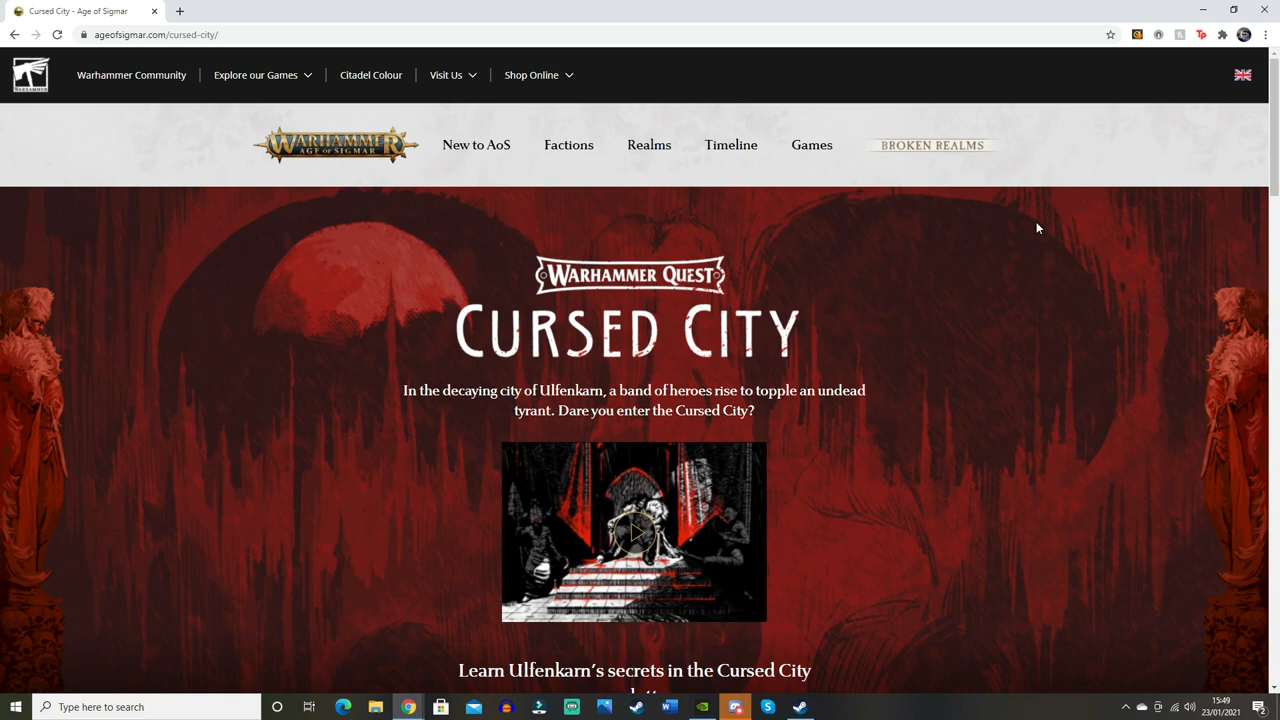 Cursed City - Age of Sigmar
ageofsigmar.com/cursed-city/
WARHAMMER
Warhammer Community
Explore our Games
Citadel Colour
Visit Us
Shop Online
WARHAMMER
AGE OF SIGMAR
New to AoS
Factions
Realms
Timeline
Games
BROKEN REALMS
WARHAMMER QUEST
CURSED CITY
In the decaying city of Ulfenkarn, a band of heroes rise to topple an undead
tyrant. Dare you enter the Cursed City?
Learn Ulfenkarn's secrets in the Cursed City
Type here to search
15:49
23/01/2021
2